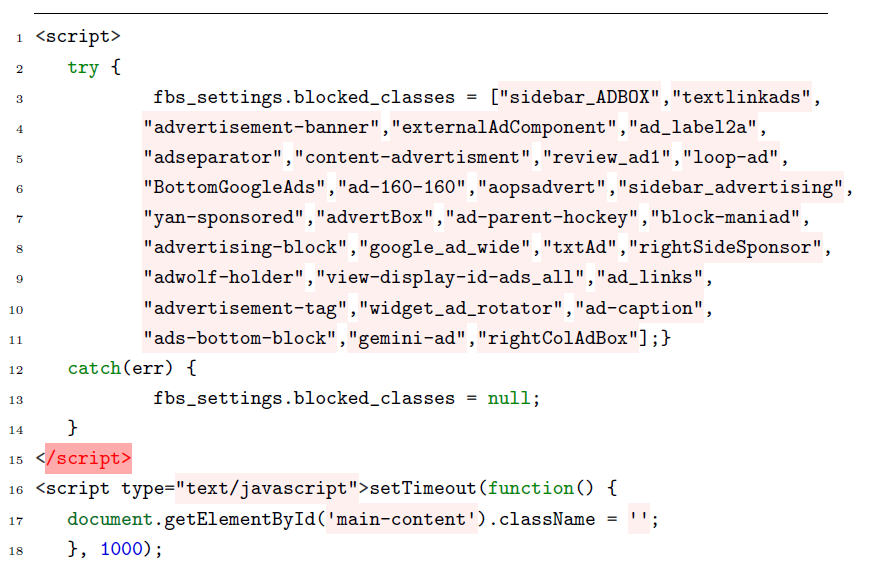 1 <script>
2 try {
3 fbs_settings.blocked_classes = ["sidebar_ADBOX","textlinkads",
4 "advertisement-banner","externalAdComponent","ad_label2a",
5 "adseparator","content-advertisment","review_ad1","loop-ad",
6 "BottomGoogleAds","ad-160-160","aopsadvert","sidebar_advertising",
7 "yan-sponsored","advertBox","ad-parent-hockey","block-maniad",
8 "advertising-block","google_ad_wide","txtAd","rightSideSponsor",
9 "adwolf-holder","view-display-id-ads_all","ad_links",
10 "advertisement-tag","widget_ad_rotator","ad-caption",
11 "ads-bottom-block","gemini-ad","rightColAdBox"];}
12 catch(err) {
13 fbs_settings.blocked_classes = null;
14 }
15 </script>
16 <script type="text/javascript">setTimeout(function() {
17 document.getElementById('main-content').className = '';
18 }, 1000);